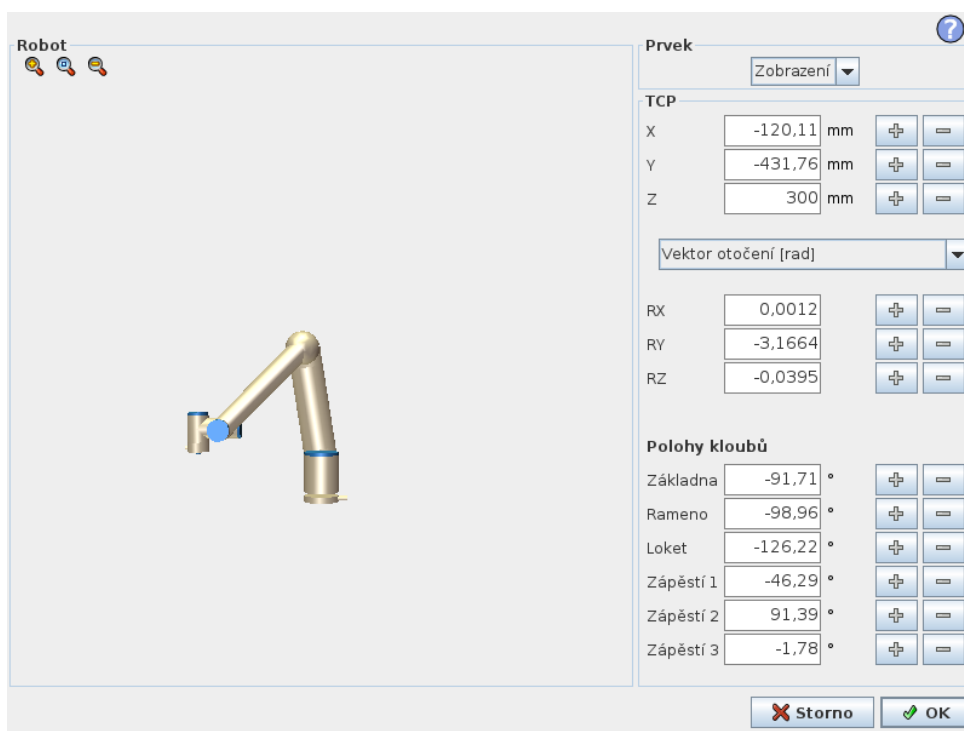 Robot
Prvek
Zobrazení
TCP
X -120,11 mm
Y -431,76 mm
Z 300 mm
Vektor otočení [rad]
RX 0,0012
RY -3,1664
RZ -0,0395
Polohy kloubů
Základna -91,71 °
Rameno -98,96 °
Loket -126,22 °
Zápěstí 1 -46,29 °
Zápěstí 2 91,39 °
Zápěstí 3 -1,78 °
Storno OK